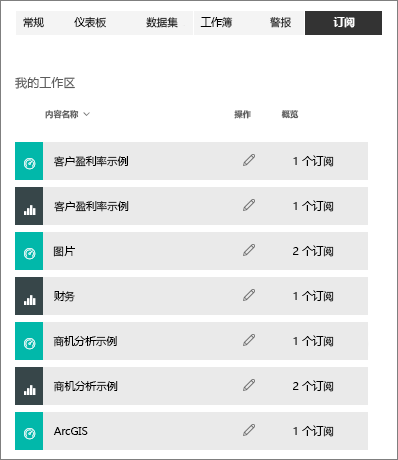 常规 仪表板 数据集 工作簿 警报 订阅
我的工作区
内容名称 操作 概览
客户盈利率示例 1 个订阅
客户盈利率示例 1 个订阅
图片 2 个订阅
财务 1 个订阅
商机分析示例 1 个订阅
商机分析示例 2 个订阅
ArcGIS 1 个订阅